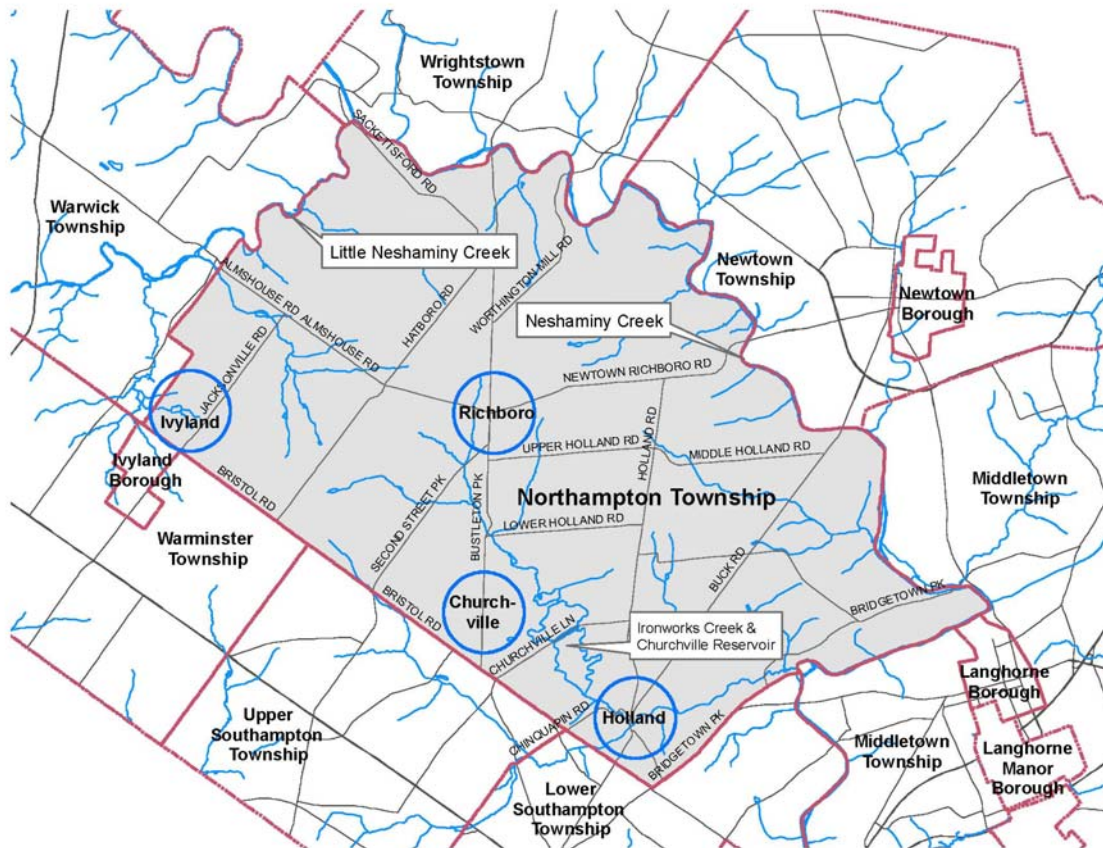 Wrightstown
Township
SACKETTSFORD RD
Warwick
Township
Little Neshaminy Creek
Newtown
Township
ALMSHOUSE RD
ALMSHOUSE RD
HATBORO RD
WORTHINGTON MILL RD
Newtown
Borough
Neshaminy Creek
JACKSONVILLE RD
NEWTOWN RICHBORO RD
Ivyland
Richboro
HOLLAND RD
UPPER HOLLAND RD
MIDDLE HOLLAND RD
Ivyland
Borough
BRISTOL RD
SECOND STREET PK
BUSTLETON PK
Northampton Township
Middletown
Township
LOWER HOLLAND RD
Warminster
Township
BUCK RD
BRISTOL RD
Church-
ville
BRIDGETOWN PK
CHURCHVILLE LN
Ironworks Creek &
Churchville Reservoir
Langhorne
Borough
Upper
Southampton
Township
CHINQUAPIN RD
Holland
BRIDGETOWN PK
Middletown
Township
Langhorne
Manor
Borough
Lower
Southampton
Township